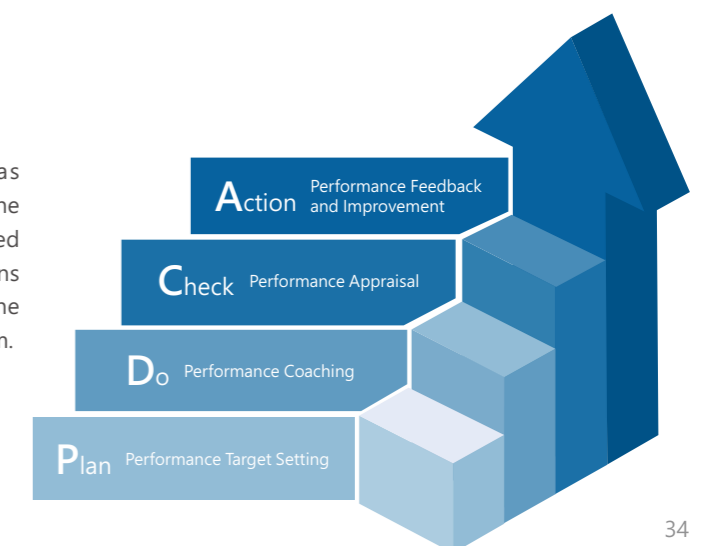 Action Performance Feedback
and Improvement
Check Performance Appraisal
Do Performance Coaching
Plan Performance Target Setting
34